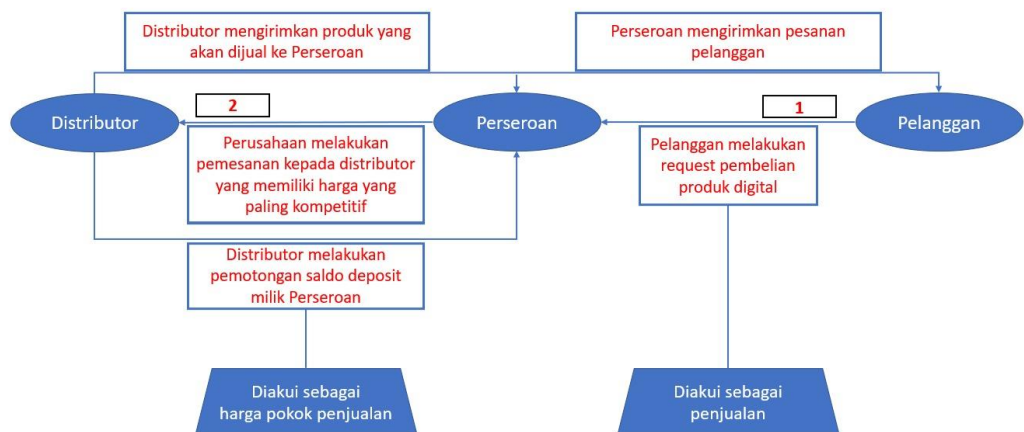 Distributor mengirimkan produk yang
akan dijual ke Perseroan
Perseroan mengirimkan pesanan
pelanggan
2
1
Distributor
Perseroan
Pelanggan
Perusahaan melakukan
pemesanan kepada distributor
yang memiliki harga yang
paling kompetitif
Pelanggan melakukan
request pembelian
produk digital
Distributor melakukan
pemotongan saldo deposit
milik Perseroan
Diakui sebagai
harga pokok penjualan
Diakui sebagai
penjualan